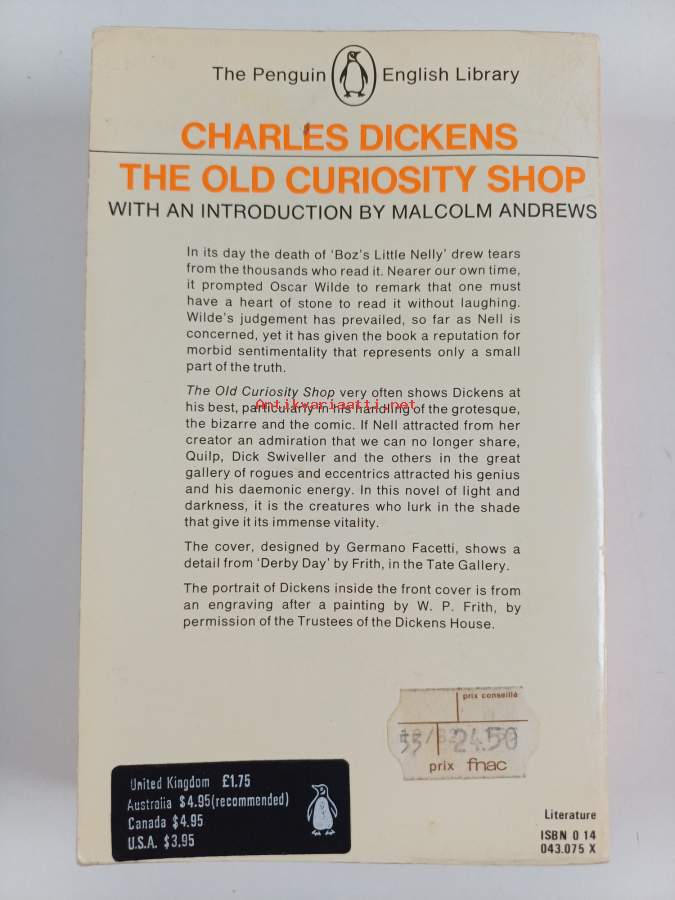 The Penguin English Library
CHARLES DICKENS
THE OLD CURIOSITY SHOP
WITH AN INTRODUCTION BY MALCOLM ANDREWS
In its day the death of 'Boz's Little Nelly' drew tears
from the thousands who read it. Nearer our own time,
it prompted Oscar Wilde to remark that one must
have a heart of stone to read it without laughing.
Wilde's judgement has prevailed, so far as Nell is
concerned, yet it has given the book a reputation for
morbid sentimentality that represents only a small
part of the truth.
The Old Curiosity Shop very often shows Dickens at
his best, particularly in his handling of the grotesque,
Antikvariaatti.net
the bizarre and the comic. If Nell attracted from her
creator an admiration that we can no longer share,
Quilp, Dick Swiveller and the others in the great
gallery of rogues and eccentrics attracted his genius
and his daemonic energy. In this novel of light and
darkness, it is the creatures who lurk in the shade
that give it its immense vitality.
The cover, designed by Germano Facetti, shows a
detail from 'Derby Day' by Frith, in the Tate Gallery.
The portrait of Dickens inside the front cover is from
an engraving after a painting by W. P. Frith, by
permission of the Trustees of the Dickens House.
prix conseillé
24.50
prix fnac
United Kingdom £1.75
Australia $4.95(recommended)
Canada $4.95
U.S.A. $3.95
Literature
ISBN 0 14
043.075 X